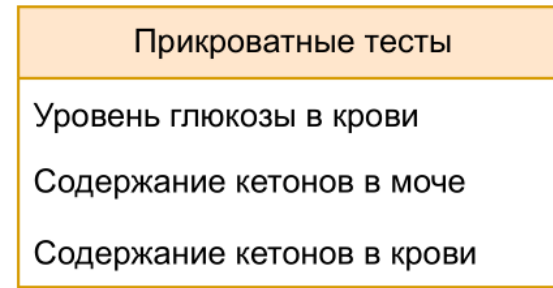 Прикроватные тесты
Уровень глюкозы в крови
Содержание кетонов в моче
Содержание кетонов в крови